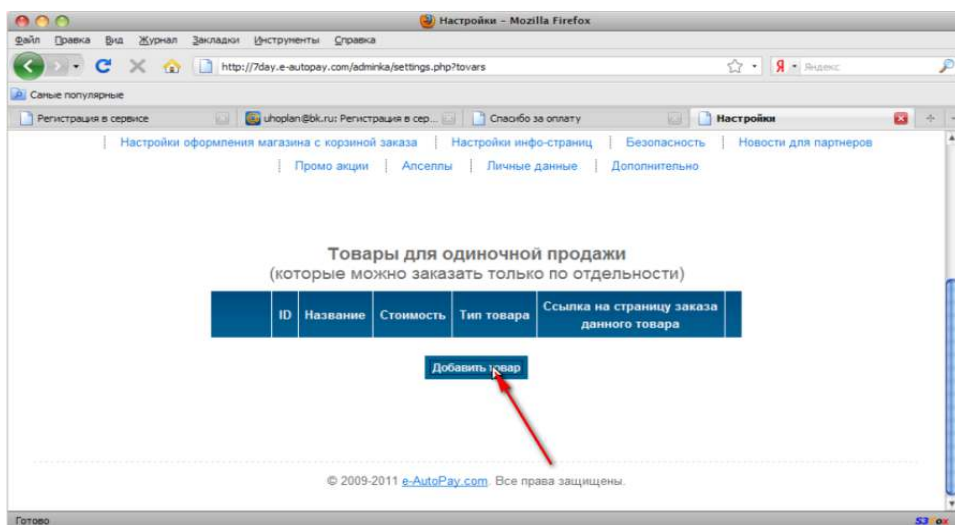 Настройки – Mozilla Firefox
Файл Правка Вид Журнал Закладки Инструменты Справка
http://7day.e-autopay.com/adminka/settings.php?tovars
Я Яндекс
Самые популярные
Регистрация в сервисе uhoplan@bk.ru: Регистрация в сер... Спасибо за оплату Настройки
| Настройки оформления магазина с корзиной заказа | Настройки инфо-страниц | Безопасность | Новости для партнеров
| Промо акции | Апселлы | Личные данные | Дополнительно
Товары для одиночной продажи
(которые можно заказать только по отдельности)
ID Название Стоимость Тип товара Ссылка на страницу заказа
данного товара
Добавить товар
© 2009-2011 e-AutoPay.com. Все права защищены.
Готово